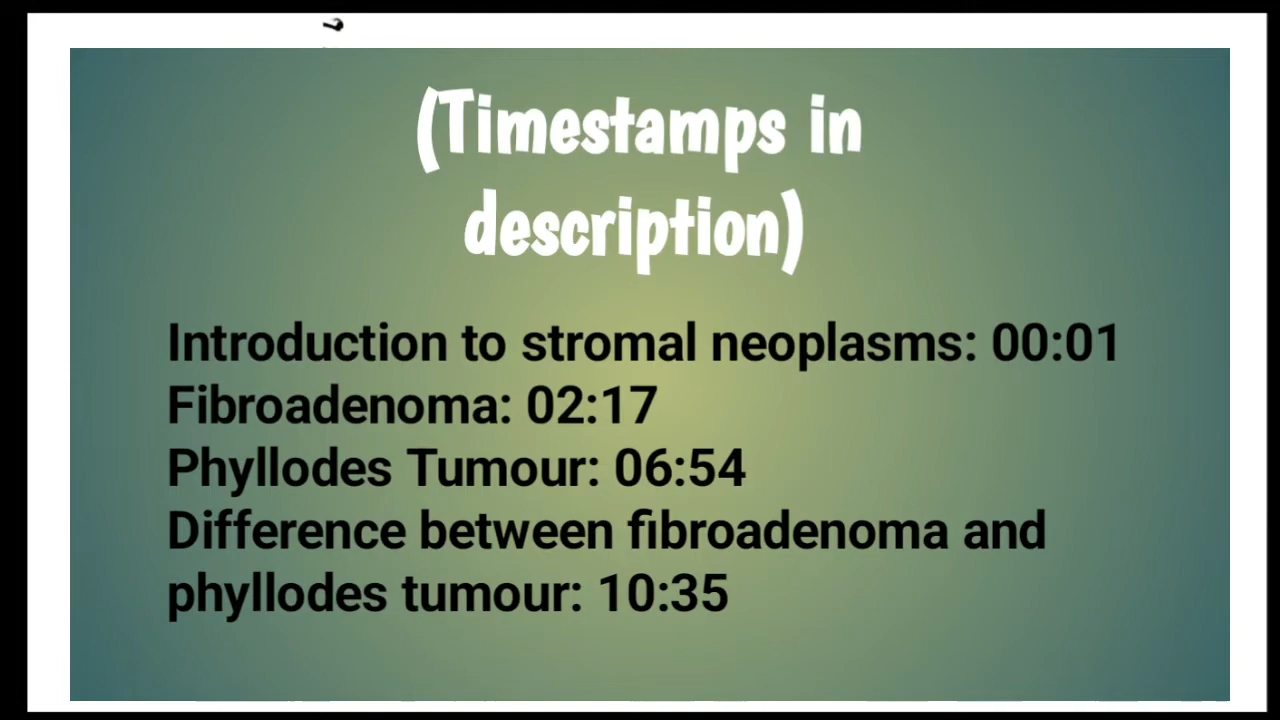 (Timestamps in
description)
Introduction to stromal neoplasms: 00:01
Fibroadenoma: 02:17
Phyllodes Tumour: 06:54
Difference between fibroadenoma and
phyllodes tumour: 10:35